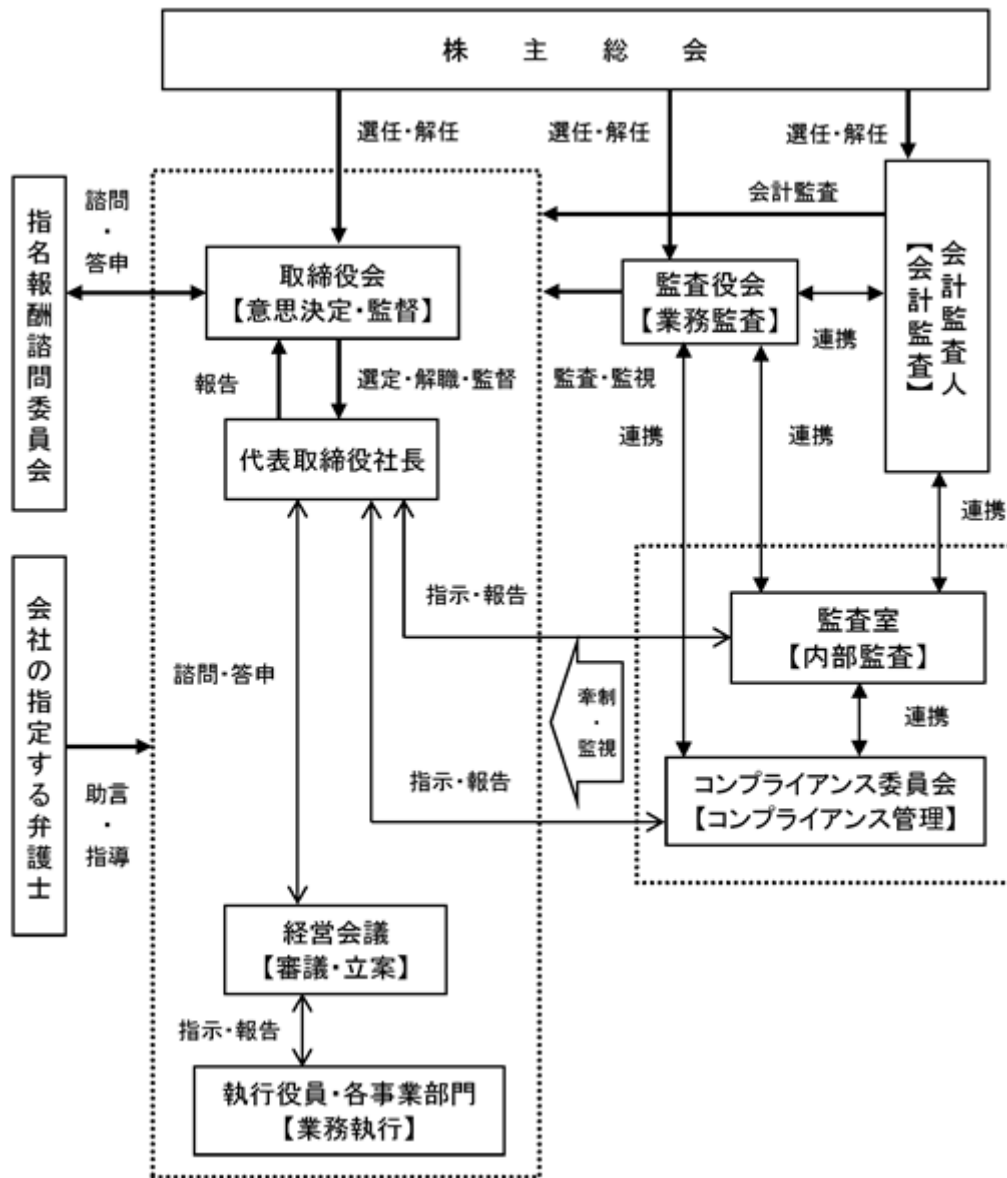 株主総会
選任・解任
選任・解任
選任・解任
指名報酬諮問委員会
諮問
・
答申
会計監査
会計監査人
【会計監査】
取締役会
【意思決定・監督】
監査役会
【業務監査】
連携
報告
選定・解職・監督
監査・監視
代表取締役社長
連携
連携
連携
会社の指定する弁護士
助言
・
指導
指示・報告
監査室
【内部監査】
諮問・答申
牽制
・
監視
連携
指示・報告
コンプライアンス委員会
【コンプライアンス管理】
経営会議
【審議・立案】
指示・報告
執行役員・各事業部門
【業務執行】